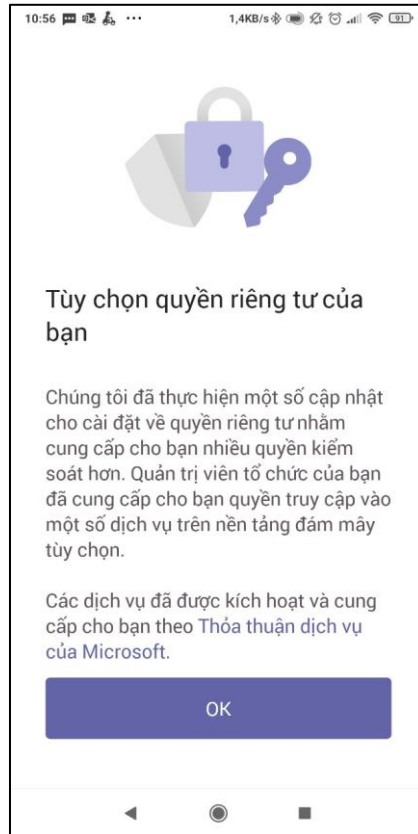 10:56 ... 1,4KB/s 91
Tùy chọn quyền riêng tư của
bạn
Chúng tôi đã thực hiện một số cập nhật
cho cài đặt về quyền riêng tư nhằm
cung cấp cho bạn nhiều quyền kiểm
soát hơn. Quản trị viên tổ chức của bạn
đã cung cấp cho bạn quyền truy cập vào
một số dịch vụ trên nền tảng đám mây
tùy chọn.
Các dịch vụ đã được kích hoạt và cung
cấp cho bạn theo Thỏa thuận dịch vụ
của Microsoft.
OK